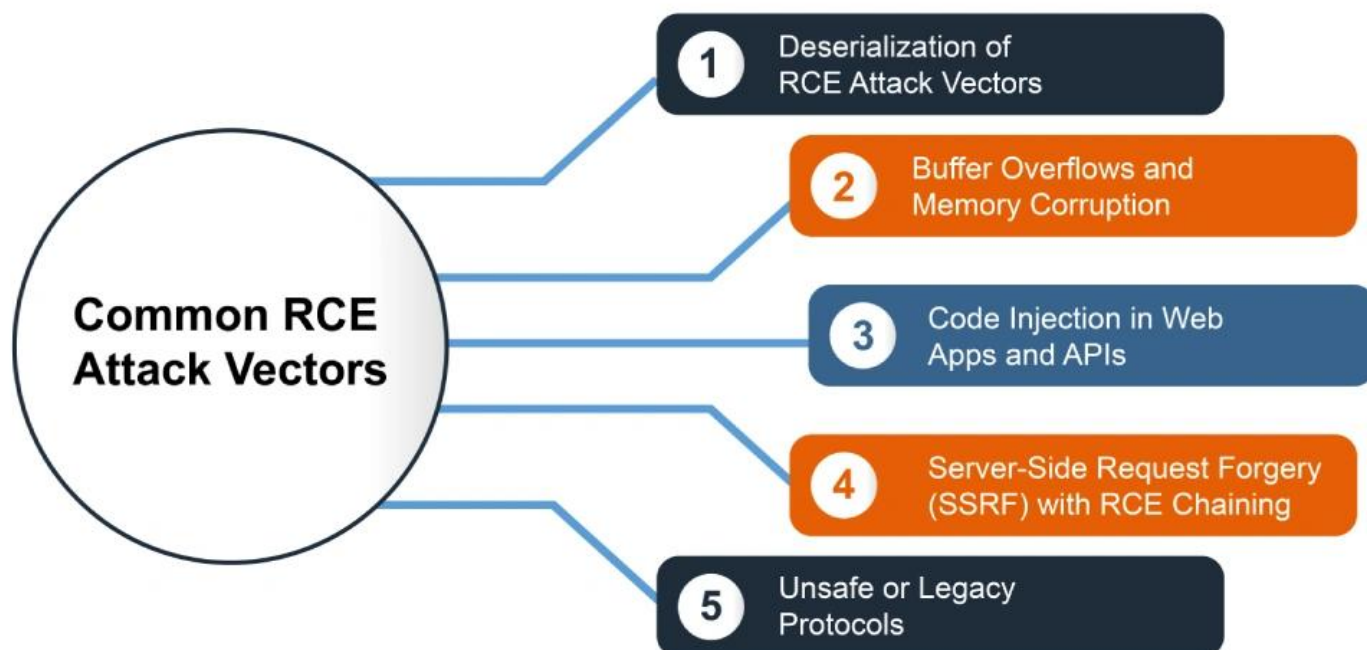 Common RCE
Attack Vectors
1
Deserialization of
RCE Attack Vectors
2
Buffer Overflows and
Memory Corruption
3
Code Injection in Web
Apps and APIs
4
Server-Side Request Forgery
(SSRF) with RCE Chaining
5
Unsafe or Legacy
Protocols